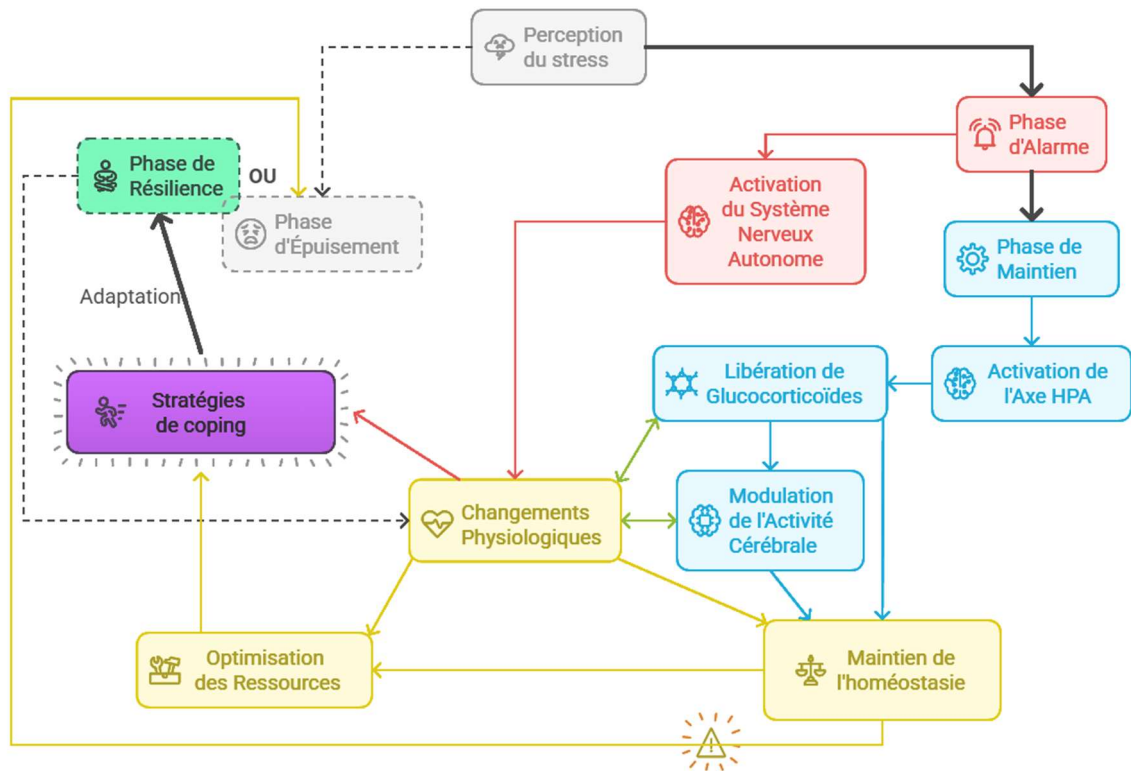 Perception
du stress
Phase
d'Alarme
Phase de
Résilience
OU
Phase
d'Épuisement
Activation
du Système
Nerveux
Autonome
Phase de
Maintien
Adaptation
Libération de
Glucocorticoïdes
Activation de
l'Axe HPA
Stratégies
de coping
Changements
Physiologiques
Modulation
de l'Activité
Cérébrale
Optimisation
des Ressources
Maintien de
l'homéostasie